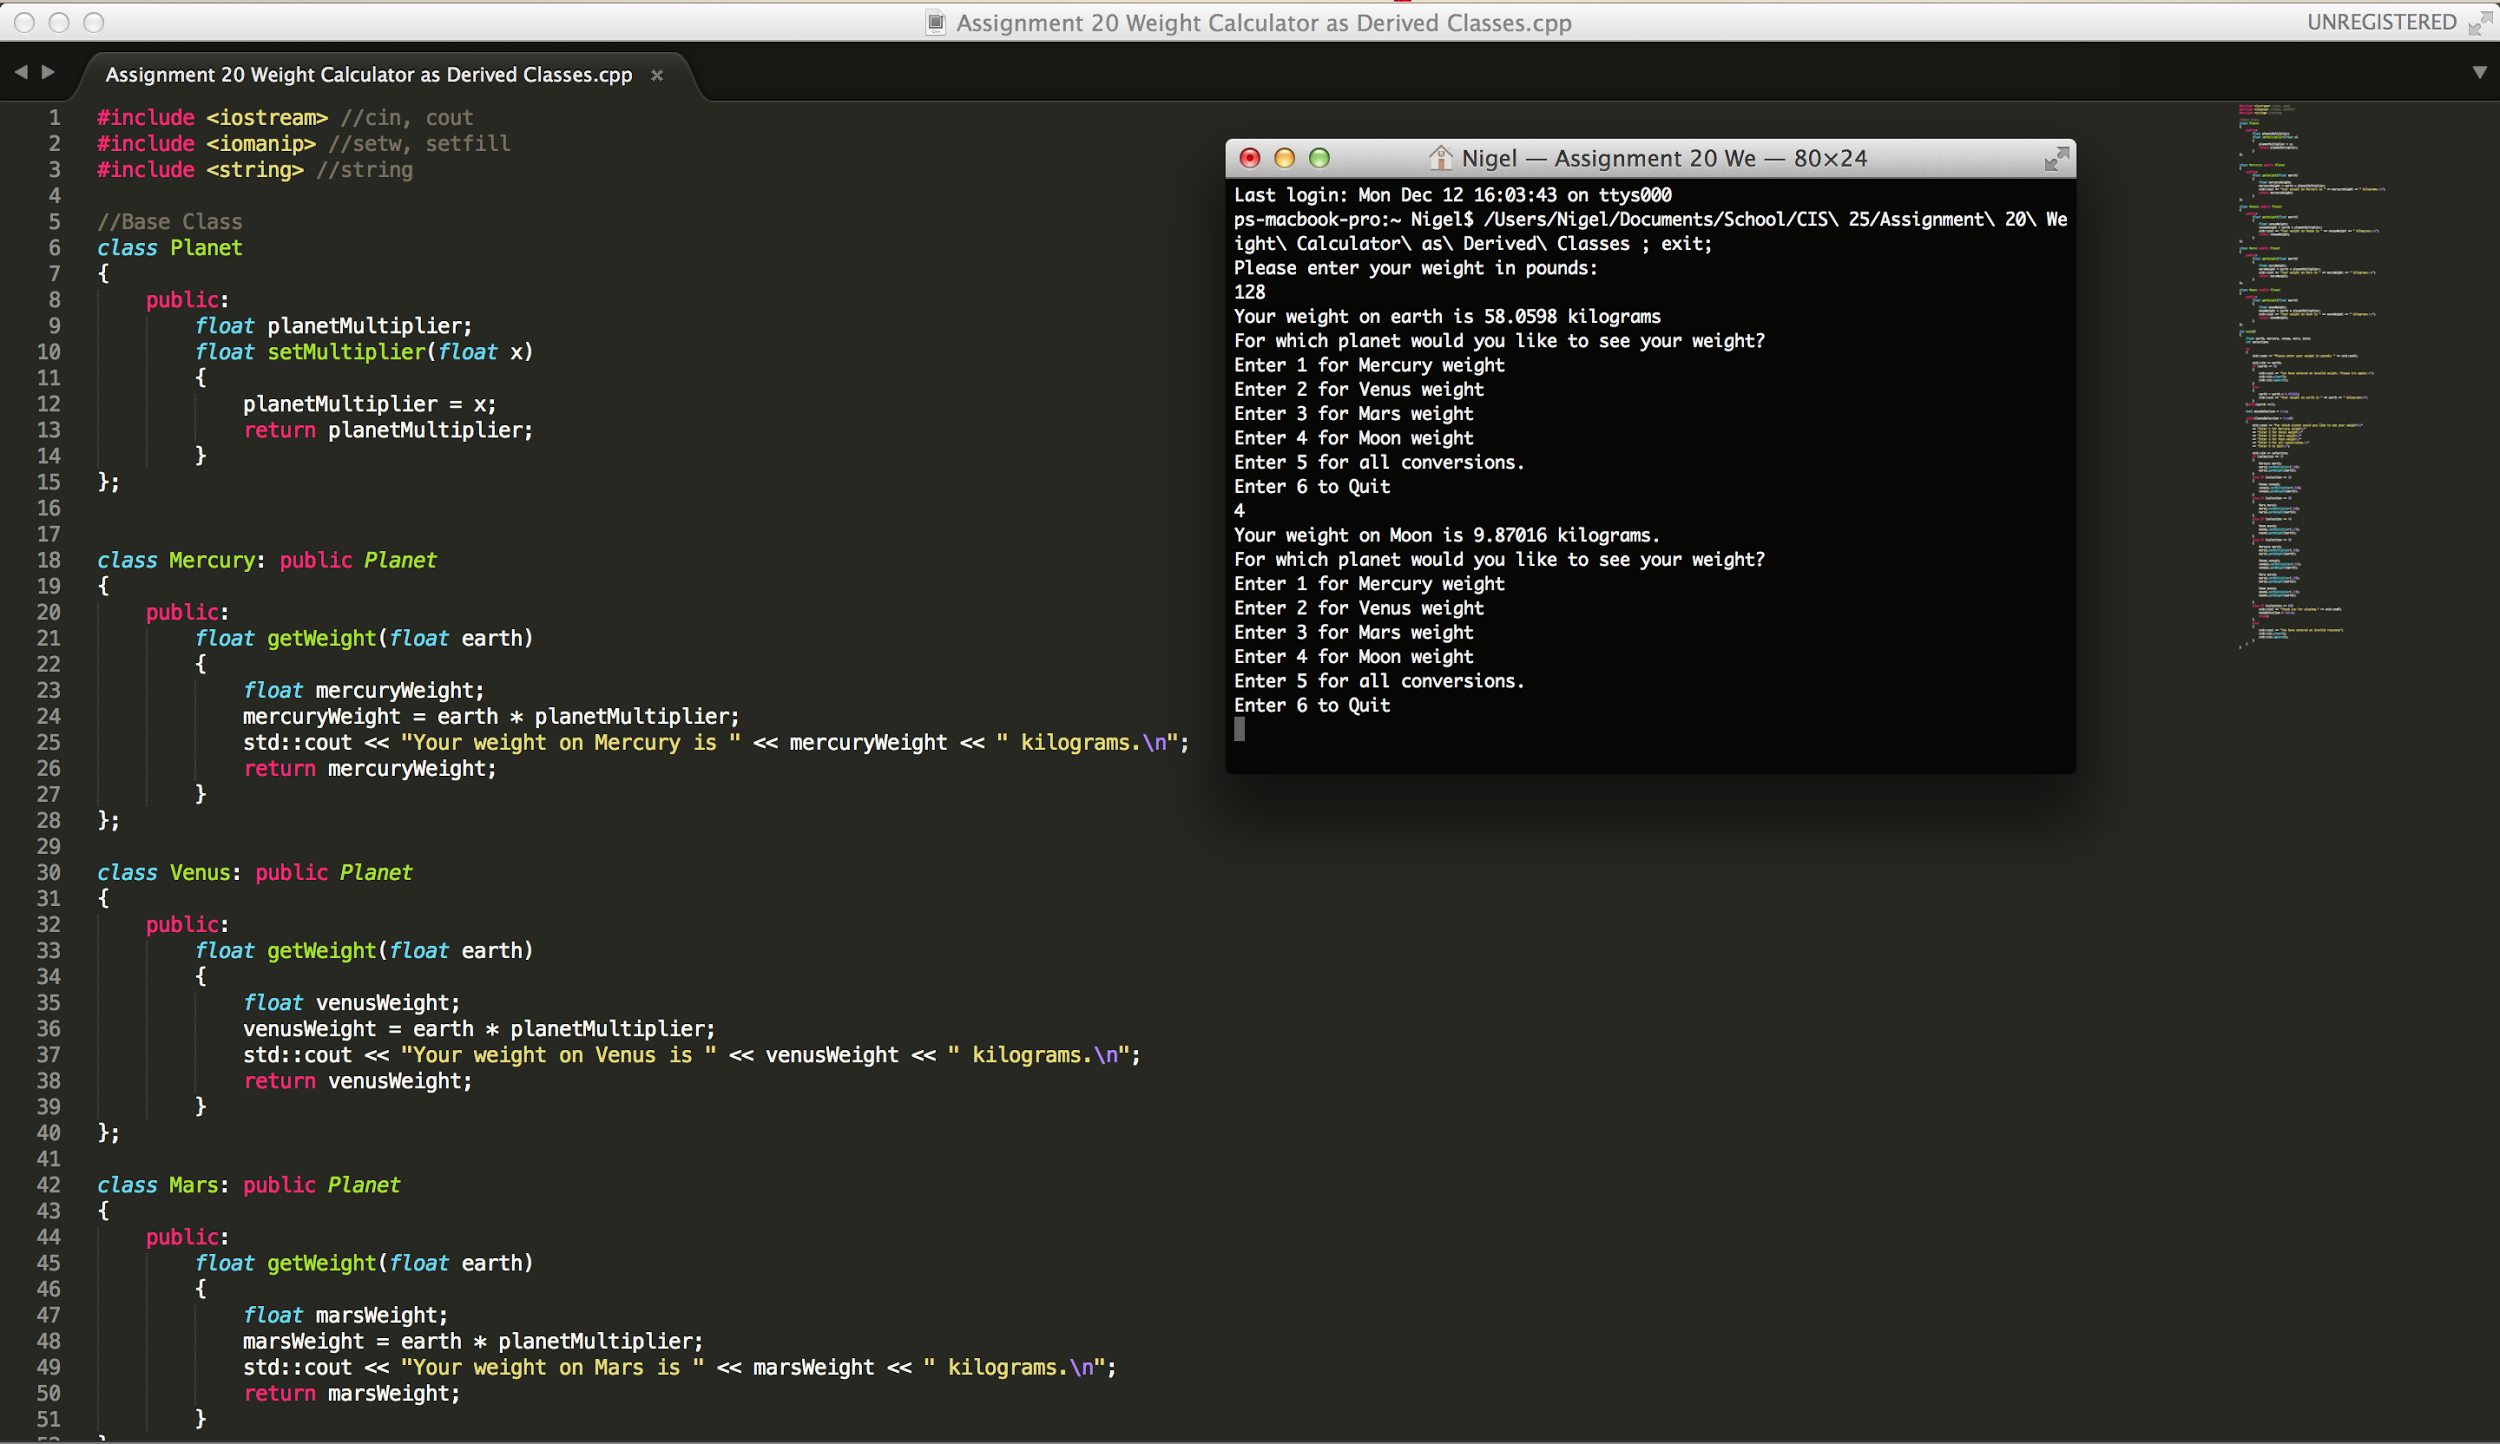 Assignment 20 Weight Calculator as Derived Classes.cpp
UNREGISTERED
Assignment 20 Weight Calculator as Derived Classes.cpp ×
1 #include <iostream> //cin, cout
2 #include <iomanip> //setw, setfill
3 #include <string> //string
4
5 //Base Class
6 class Planet
7 {
8 public:
9 float planetMultiplier;
10 float setMultiplier(float x)
11 {
12 planetMultiplier = x;
13 return planetMultiplier;
14 }
15 };
16
17
18 class Mercury: public Planet
19 {
20 public:
21 float getWeight(float earth)
22 {
23 float mercuryWeight;
24 mercuryWeight = earth * planetMultiplier;
25 std::cout << "Your weight on Mercury is " << mercuryWeight << " kilograms.\n";
26 return mercuryWeight;
27 }
28 };
29
30 class Venus: public Planet
31 {
32 public:
33 float getWeight(float earth)
34 {
35 float venusWeight;
36 venusWeight = earth * planetMultiplier;
37 std::cout << "Your weight on Venus is " << venusWeight << " kilograms.\n";
38 return venusWeight;
39 }
40 };
41
42 class Mars: public Planet
43 {
44 public:
45 float getWeight(float earth)
46 {
47 float marsWeight;
48 marsWeight = earth * planetMultiplier;
49 std::cout << "Your weight on Mars is " << marsWeight << " kilograms.\n";
50 return marsWeight;
51 }
Nigel — Assignment 20 We — 80×24
Last login: Mon Dec 12 16:03:43 on ttys000
ps-macbook-pro:~ Nigel$ /Users/Nigel/Documents/School/CIS\ 25/Assignment\ 20\ We
ight\ Calculator\ as\ Derived\ Classes ; exit;
Please enter your weight in pounds:
128
Your weight on earth is 58.0598 kilograms
For which planet would you like to see your weight?
Enter 1 for Mercury weight
Enter 2 for Venus weight
Enter 3 for Mars weight
Enter 4 for Moon weight
Enter 5 for all conversions.
Enter 6 to Quit
4
Your weight on Moon is 9.87016 kilograms.
For which planet would you like to see your weight?
Enter 1 for Mercury weight
Enter 2 for Venus weight
Enter 3 for Mars weight
Enter 4 for Moon weight
Enter 5 for all conversions.
Enter 6 to Quit